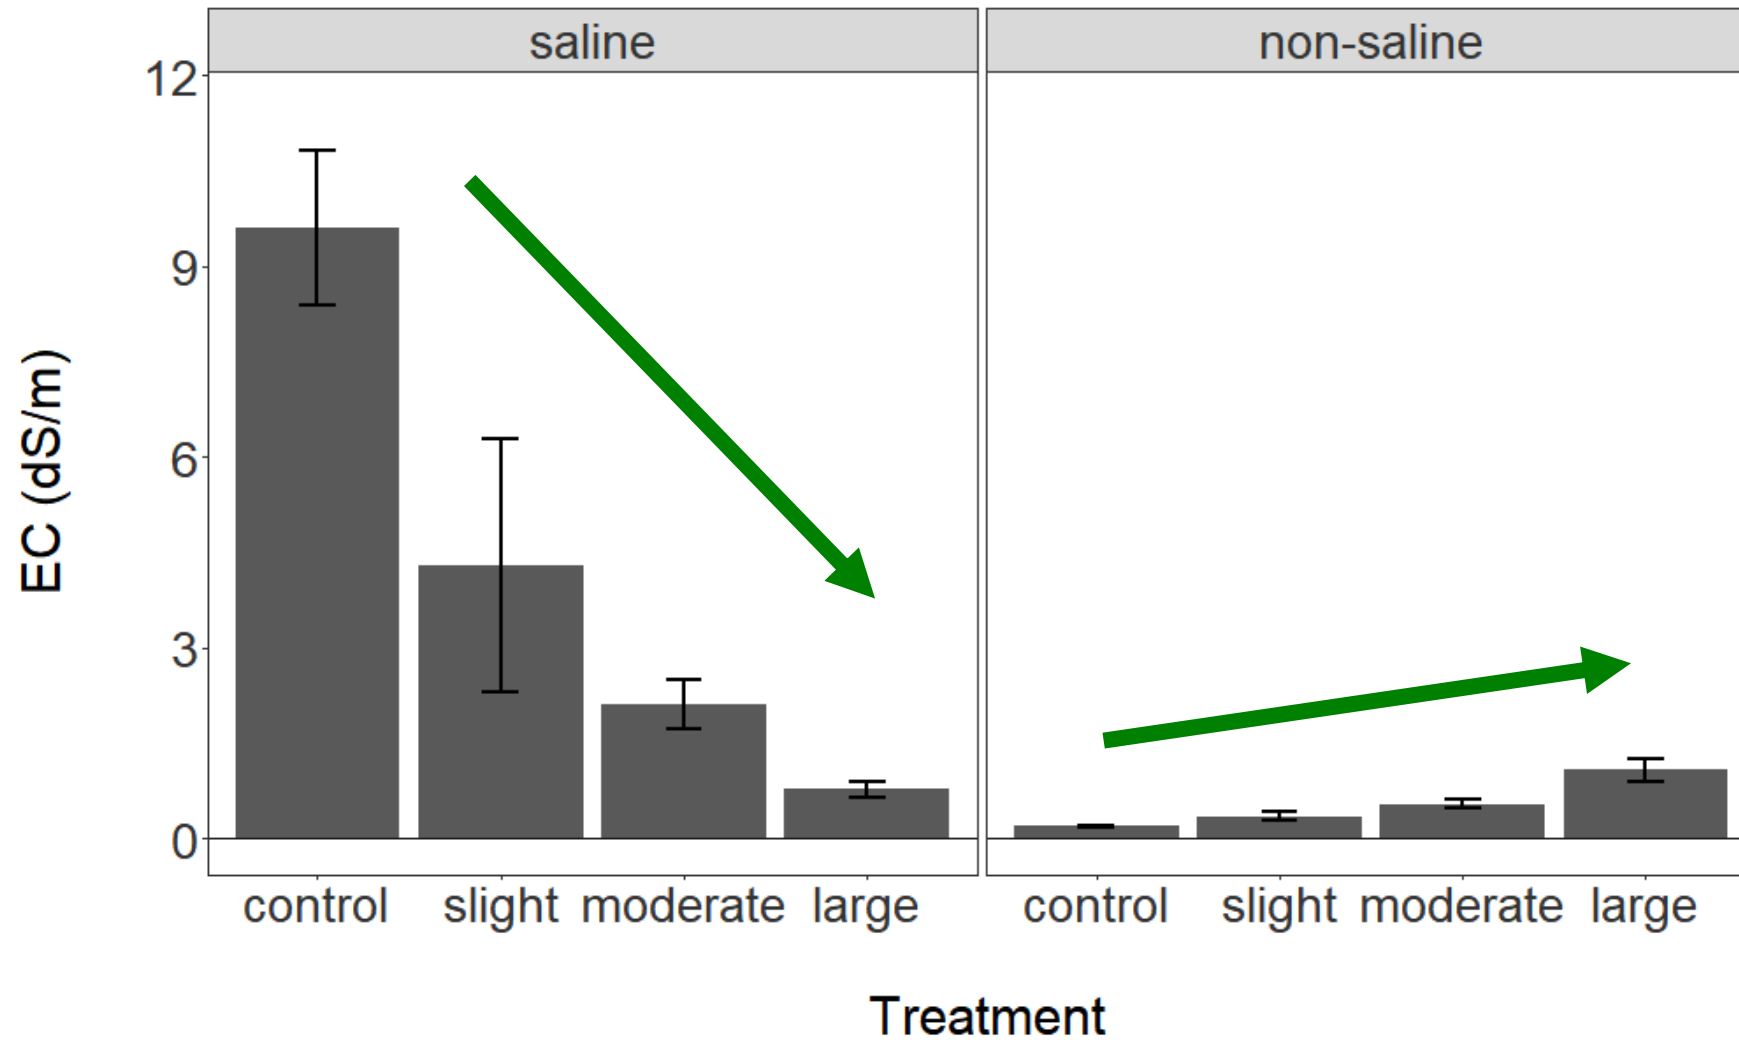 saline
non-saline
12
9
6
3
0
EC (dS/m)
control slight moderate large
control slight moderate large
Treatment